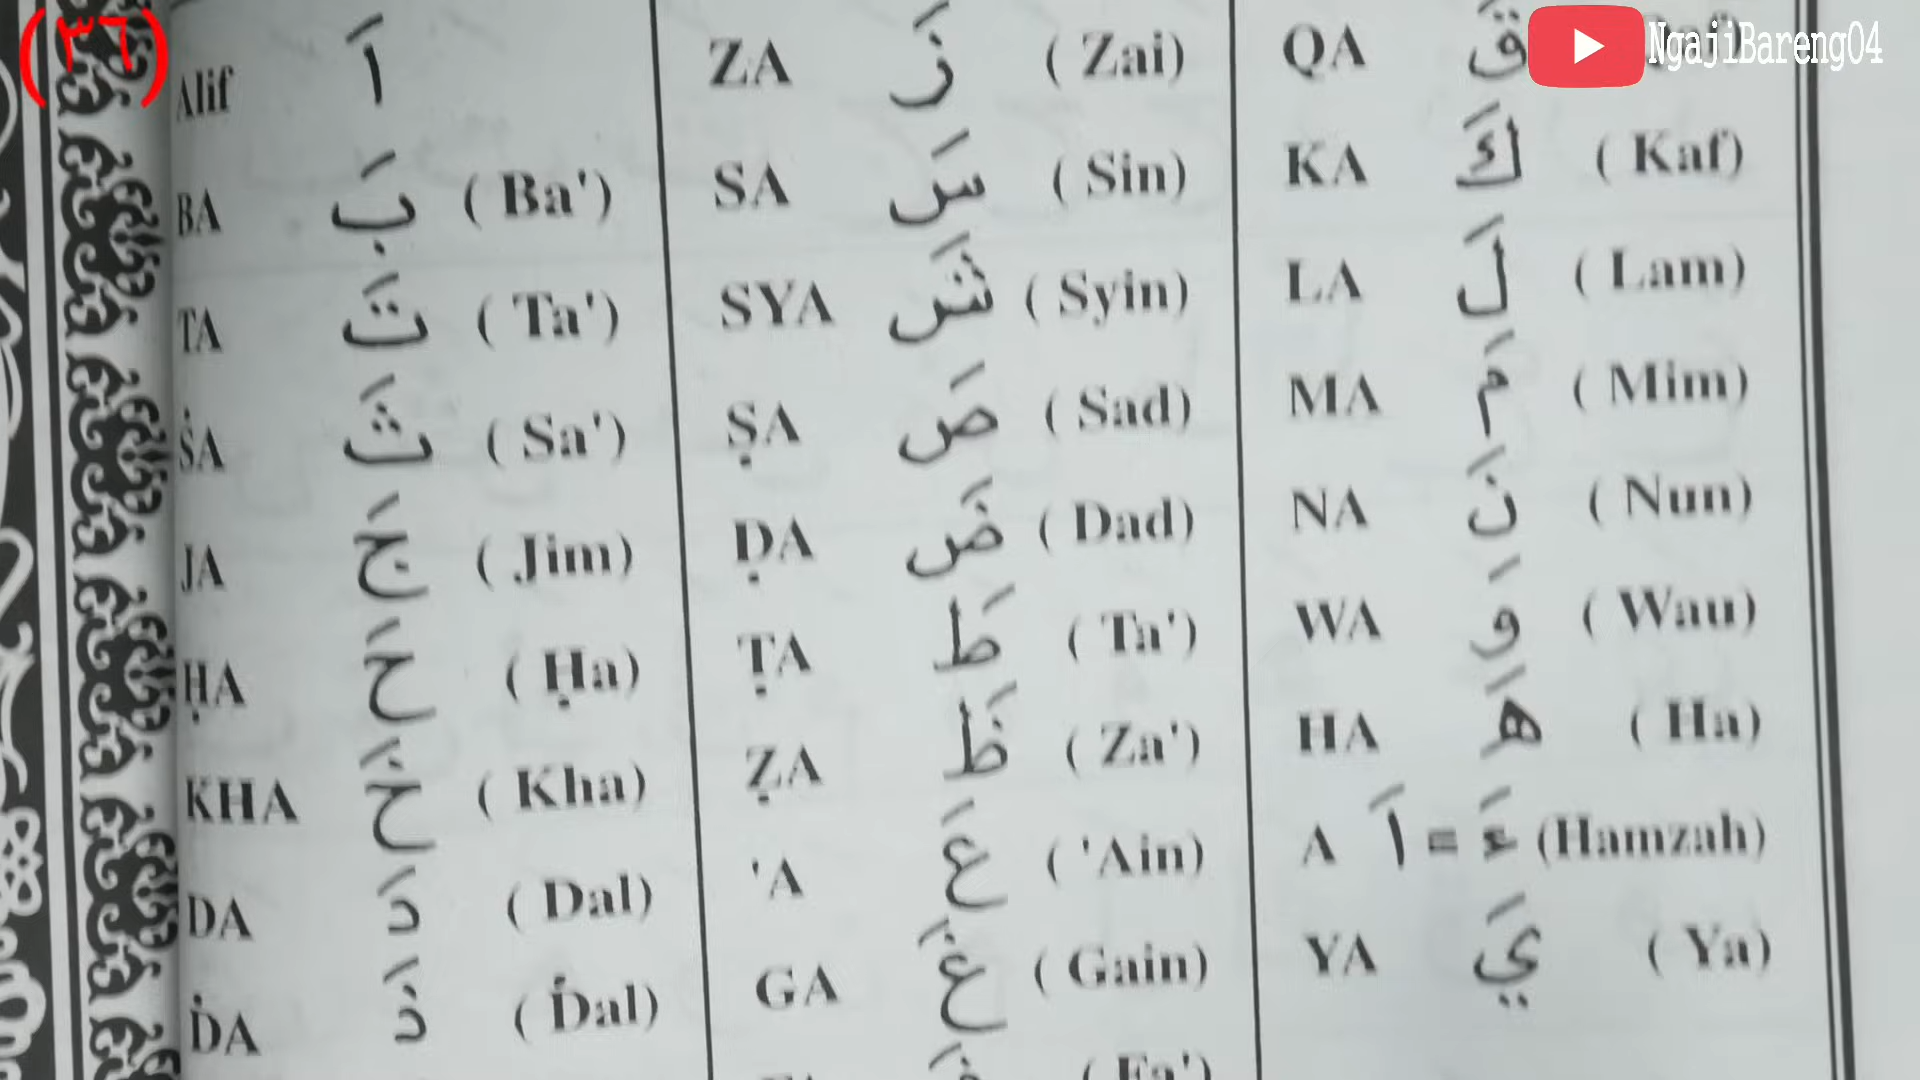 (٣٦)
NgajiBareng04
Alif اَ
BA بَ ( Ba')
TA تَ ( Ta')
ṠA ثَ ( Sa')
JA جَ ( Jim)
ḤA حَ ( Ḥa)
KHA خَ ( Kha)
DA دَ ( Dal)
ḊA ذَ ( Ḋal)
ZA زَ ( Zai)
SA سَ ( Sin)
SYA شَ ( Syin)
ṢA صَ ( Sad)
ḌA ضَ ( Dad)
ṬA طَ ( Ta')
ẒA ظَ ( Za')
'A عَ ( 'Ain)
GA غَ ( Gain)
( Fa')
QA قَ
KA كَ ( Kaf)
LA لَ ( Lam)
MA مَ ( Mim)
NA نَ ( Nun)
WA وَ ( Wau)
HA هَ ( Ha)
A اَ = ءَ (Hamzah)
YA يَ ( Ya)